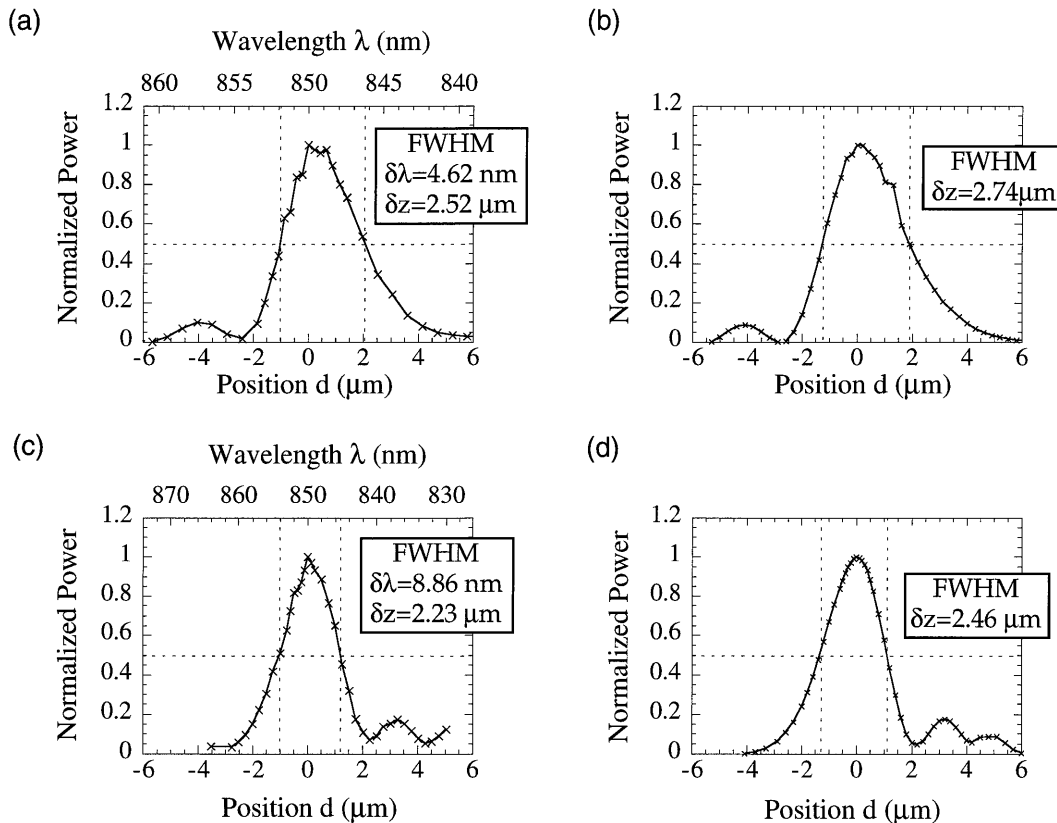 (a)
Wavelength λ (nm)
860 855 850 845 840
1.2
1
0.8
0.6
0.4
0.2
0
Normalized Power
FWHM
δλ=4.62 nm
δz=2.52 μm
-6 -4 -2 0 2 4 6
Position d (μm)
(b)
1.2
1
0.8
0.6
0.4
0.2
0
Normalized Power
FWHM
δz=2.74μm
-6 -4 -2 0 2 4 6
Position d (μm)
(c)
Wavelength λ (nm)
870 860 850 840 830
1.2
1
0.8
0.6
0.4
0.2
0
Normalized Power
FWHM
δλ=8.86 nm
δz=2.23 μm
-6 -4 -2 0 2 4 6
Position d (μm)
(d)
1.2
1
0.8
0.6
0.4
0.2
0
Normalized Power
FWHM
δz=2.46 μm
-6 -4 -2 0 2 4 6
Position d (μm)